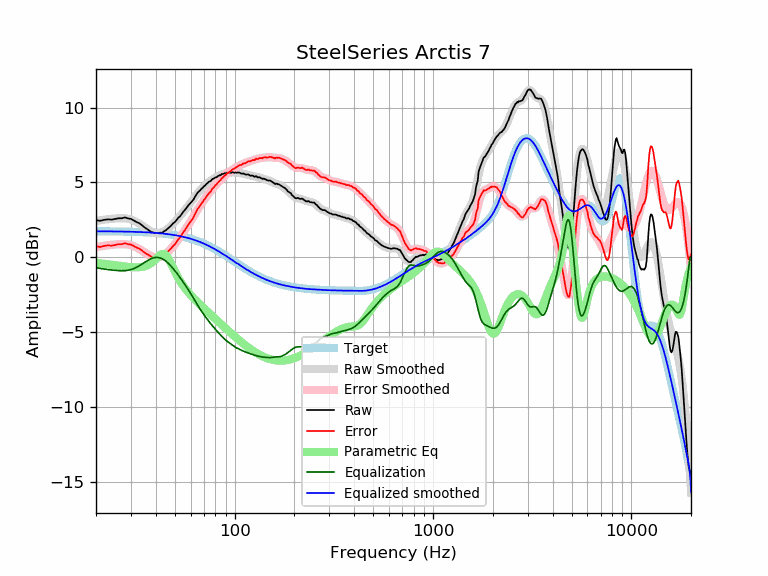 SteelSeries Arctis 7
Amplitude (dBr)
10
5
0
−5
−10
−15
Target
Raw Smoothed
Error Smoothed
Raw
Error
Parametric Eq
Equalization
Equalized smoothed
100
1000
10000
Frequency (Hz)